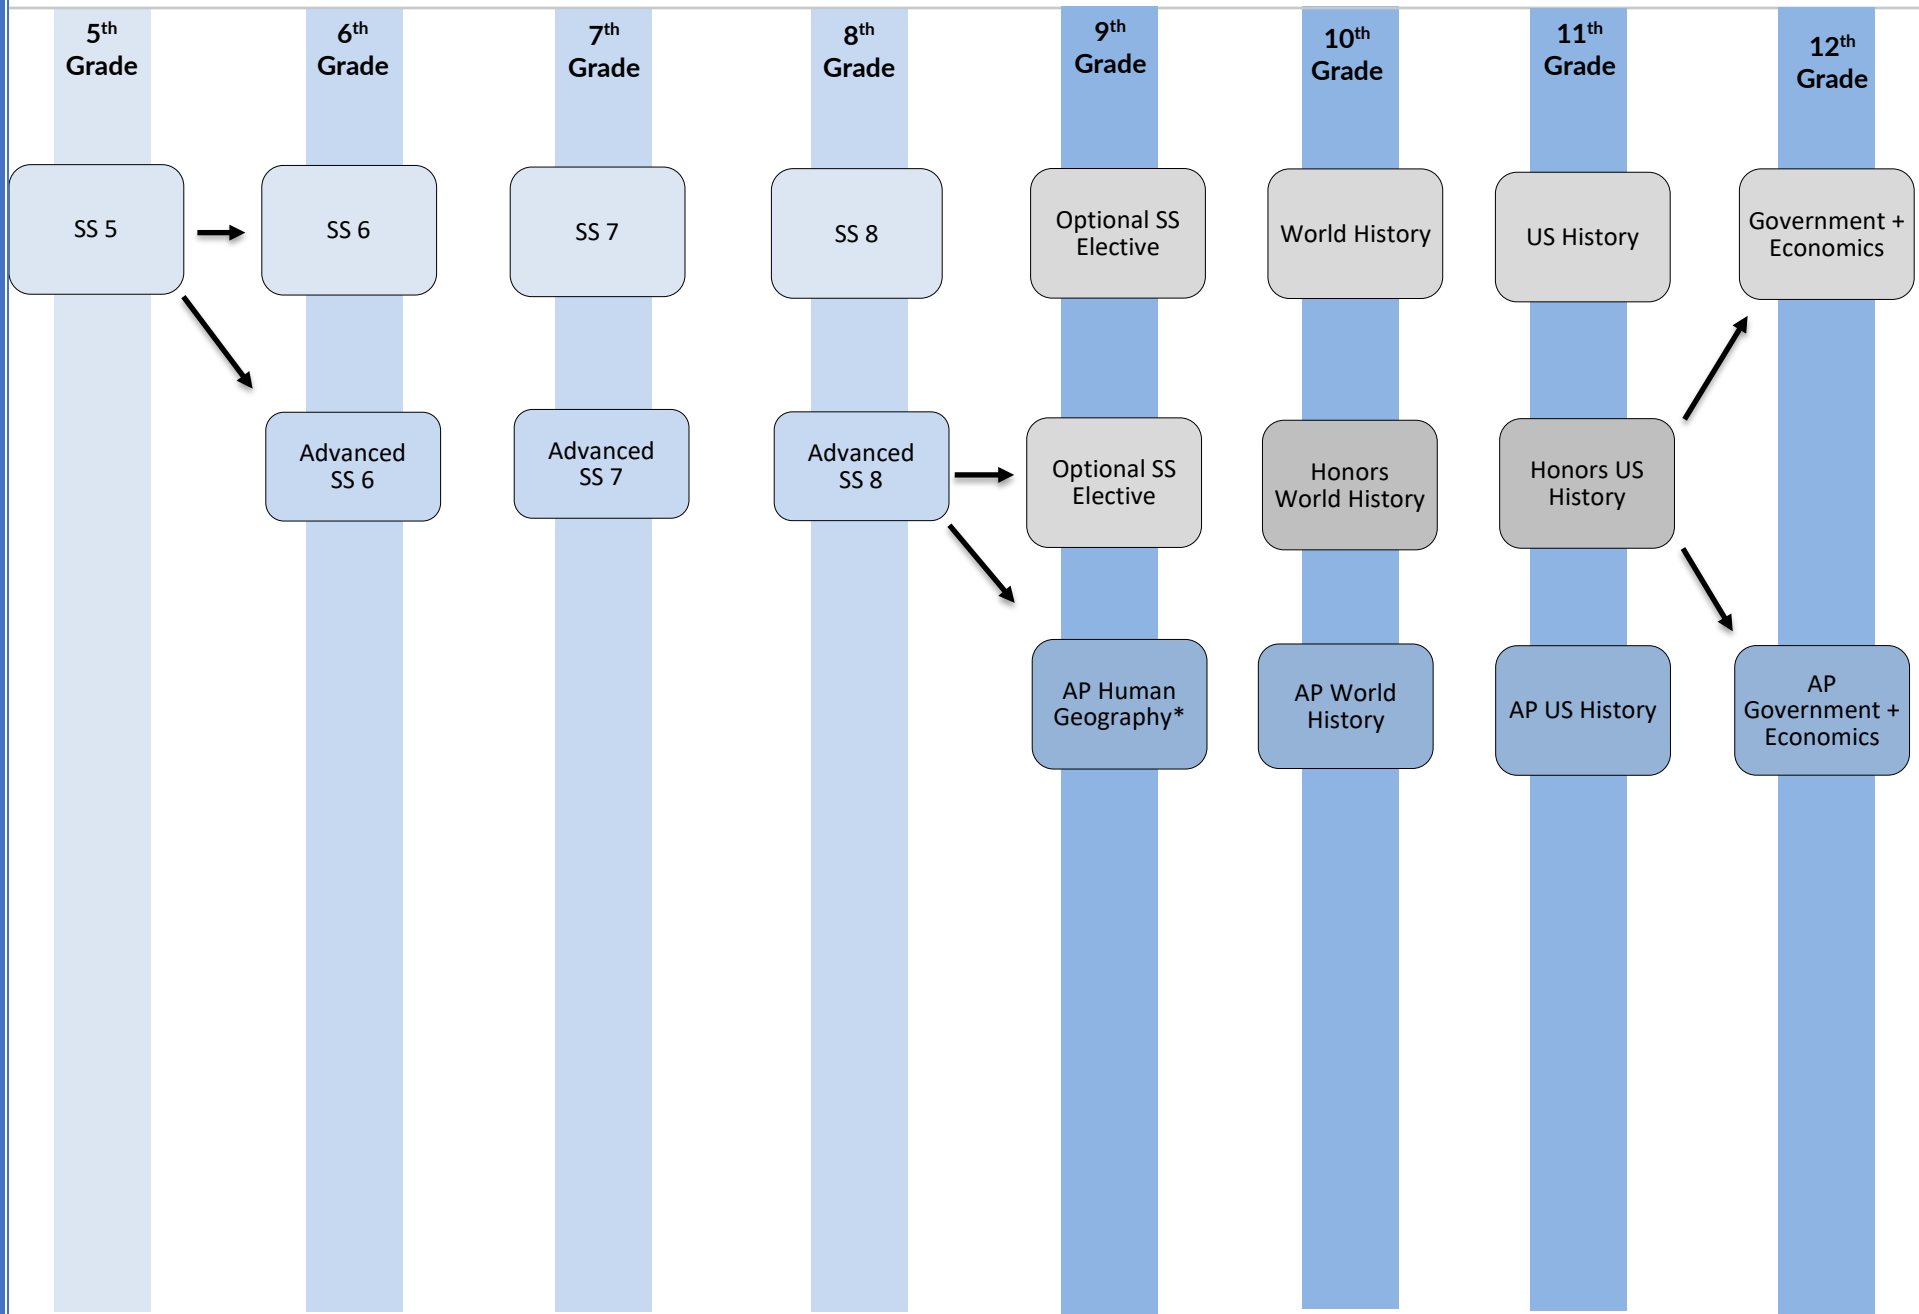 5th
Grade
6th
Grade
7th
Grade
8th
Grade
9th
Grade
10th
Grade
11th
Grade
12th
Grade
SS 5
SS 6
SS 7
SS 8
Optional SS
Elective
World History
US History
Government +
Economics
Advanced
SS 6
Advanced
SS 7
Advanced
SS 8
Optional SS
Elective
Honors
World History
Honors US
History
AP Human
Geography*
AP World
History
AP US History
AP
Government +
Economics